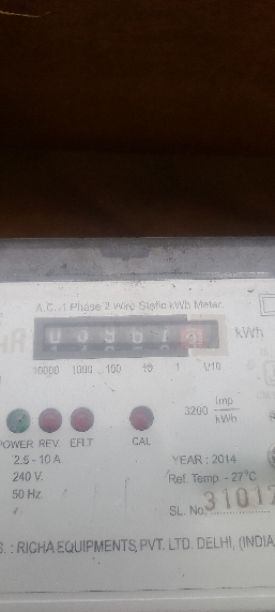 A.C. 1 Phase 2 Wire Static kWh Meter
kWh
10000 1000 100 10 1 1/10
3200 Imp/kWh
POWER REV. E/LT CAL
2.5 - 10 A
240 V.
50 Hz.
YEAR : 2014
Ref. Temp. - 27°C
SL. No.
RICHA EQUIPMENTS PVT. LTD. DELHI, (INDIA